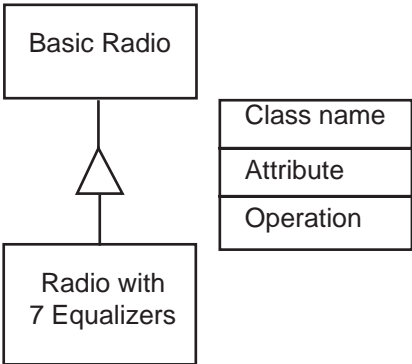 Basic Radio
Class name
Attribute
Operation
Radio with
7 Equalizers